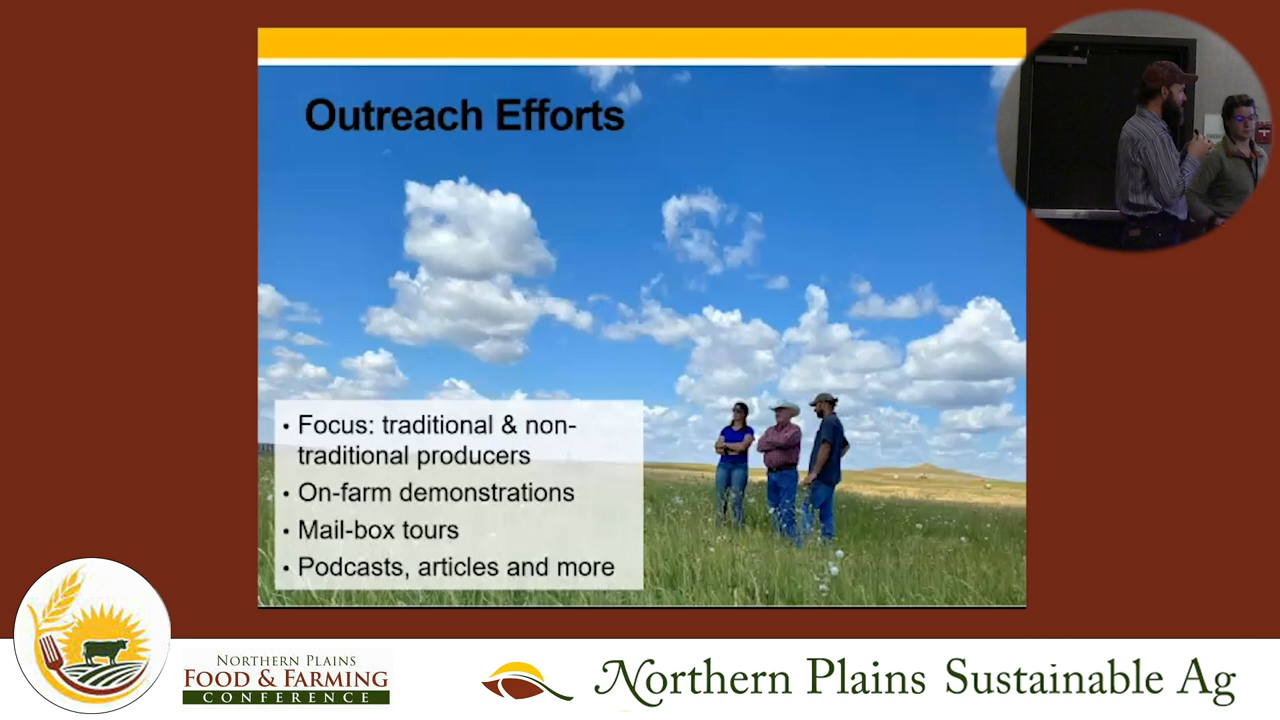 Outreach Efforts
• Focus: traditional & non-
traditional producers
• On-farm demonstrations
• Mail-box tours
• Podcasts, articles and more
NORTHERN PLAINS
FOOD & FARMING
CONFERENCE
Northern Plains Sustainable Ag